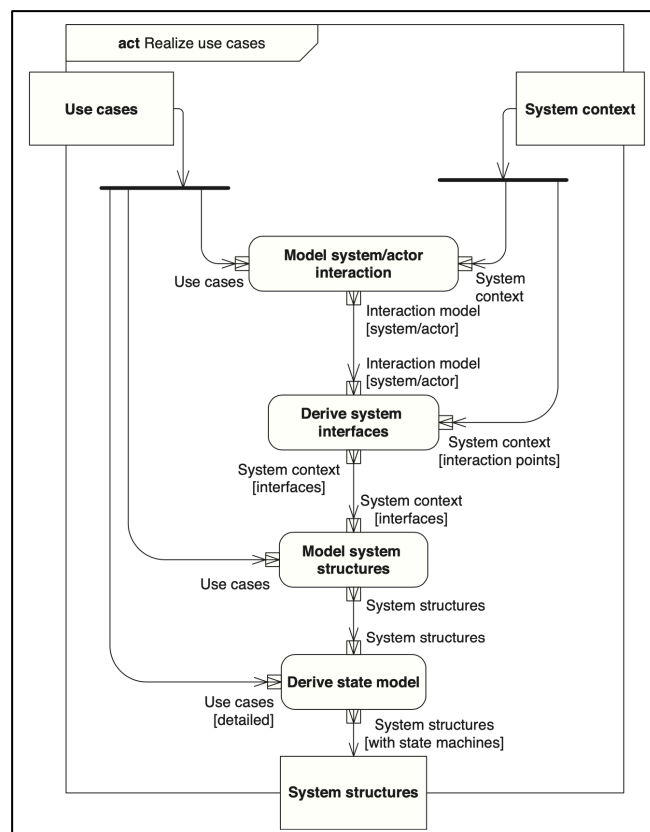 act Realize use cases
Use cases
System context
Model system/actor
interaction
Use cases
System
context
Interaction model
[system/actor]
Interaction model
[system/actor]
Derive system
interfaces
System context
[interaction points]
System context
[interfaces]
System context
[interfaces]
Model system
structures
Use cases
System structures
System structures
Derive state model
Use cases
[detailed]
System structures
[with state machines]
System structures